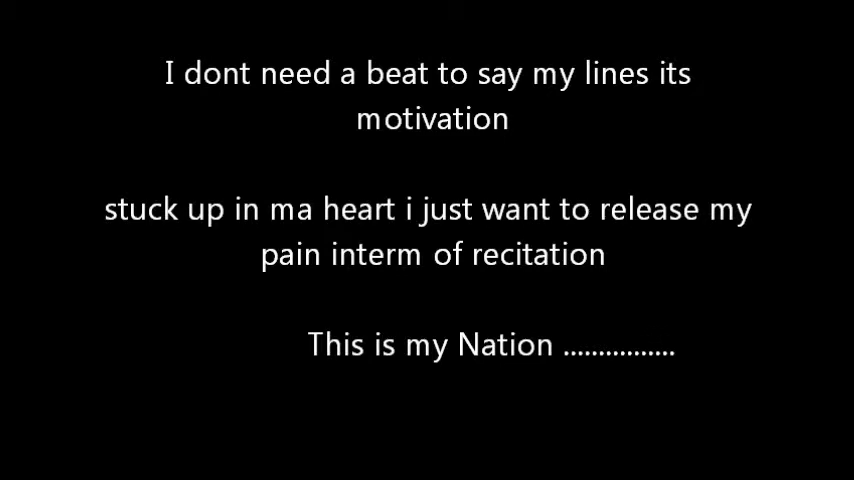 I dont need a beat to say my lines its
motivation
stuck up in ma heart i just want to release my
pain interm of recitation
This is my Nation ................